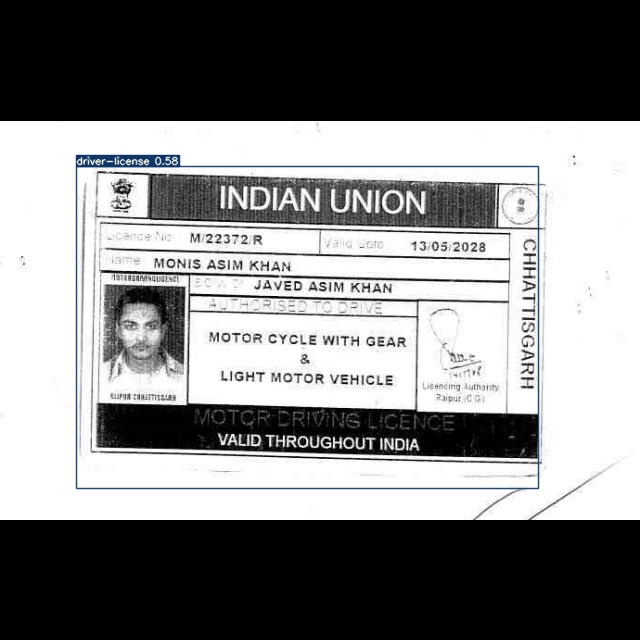 driver-license 0.58
INDIAN UNION
Licence No. M/22372/R Valid Upto 13/05/2028
Name MONIS ASIM KHAN
MOTORDRIVINGLICENCE
S/D/W Of JAVED ASIM KHAN
AUTHORISED TO DRIVE
MOTOR CYCLE WITH GEAR
&
LIGHT MOTOR VEHICLE
Licencing Authority
Raipur (C.G.)
RAIPUR CHHATTISGARH
CHHATTISGARH
MOTOR DRIVING LICENCE
VALID THROUGHOUT INDIA